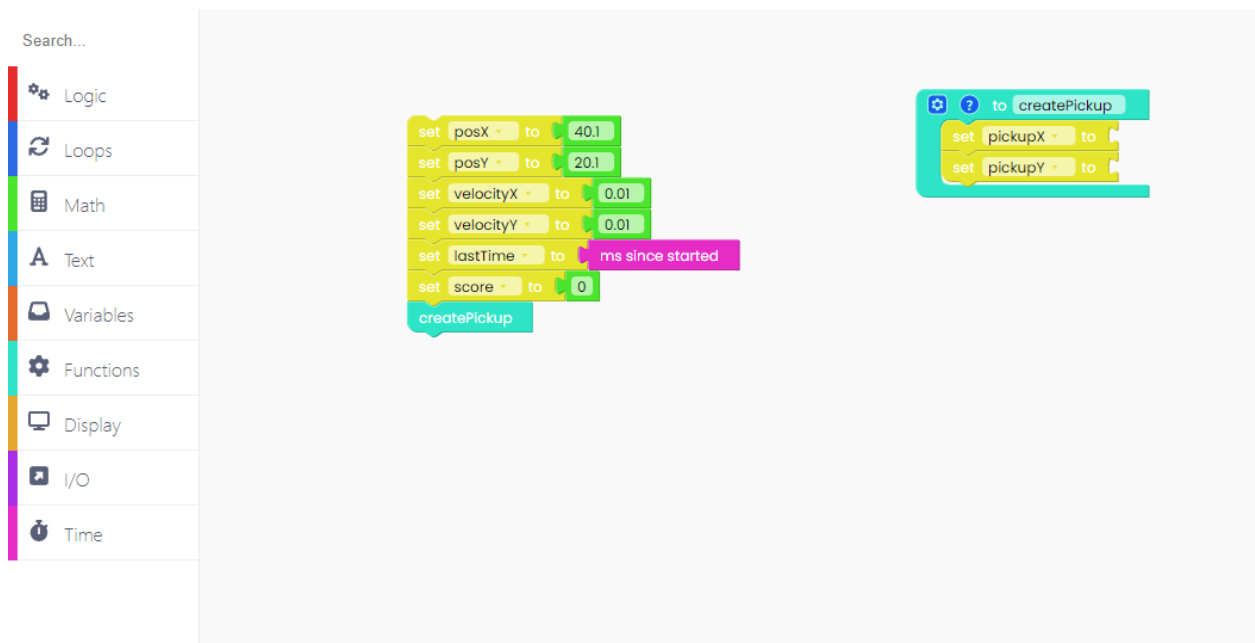 Search...
Logic
Loops
Math
Text
Variables
Functions
Display
I/O
Time
set posX to 40.1
set posY to 20.1
set velocityX to 0.01
set velocityY to 0.01
set lastTime to ms since started
set score to 0
createPickup
? to createPickup
set pickupX to
set pickupY to